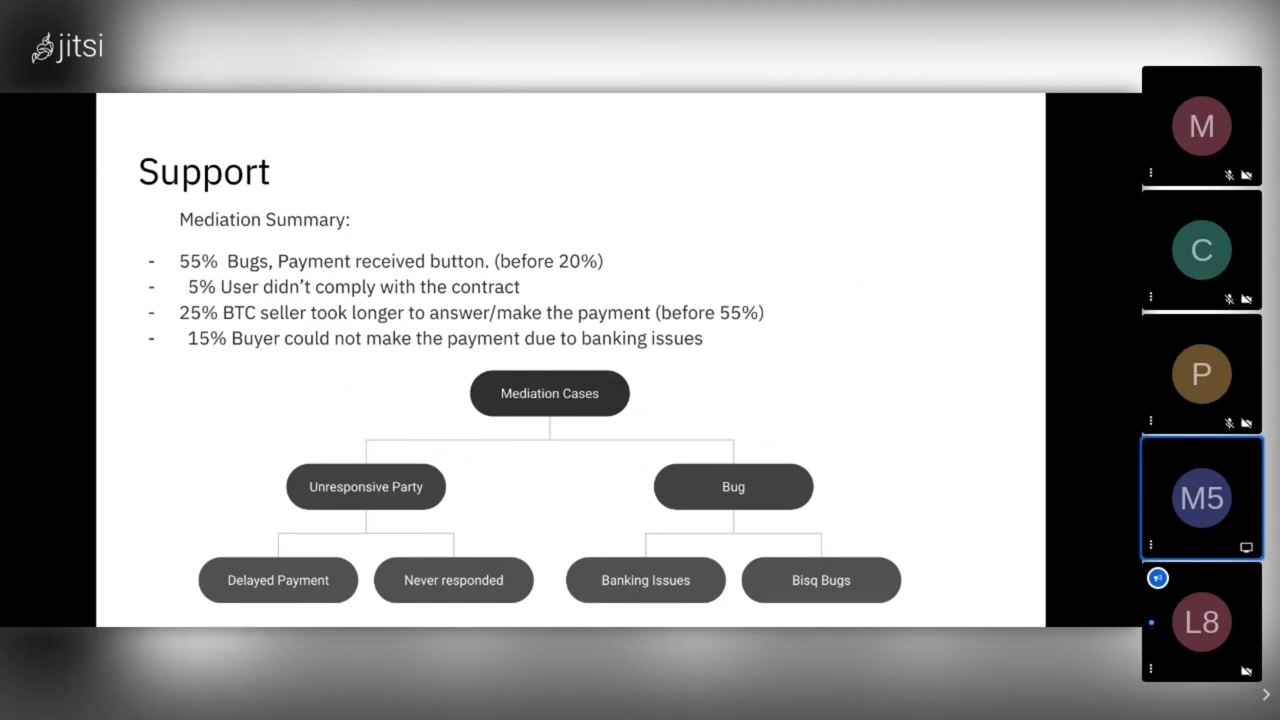 jitsi
Support
Mediation Summary:
- 55% Bugs, Payment received button. (before 20%)
- 5% User didn’t comply with the contract
- 25% BTC seller took longer to answer/make the payment (before 55%)
- 15% Buyer could not make the payment due to banking issues
Mediation Cases
Unresponsive Party
Bug
Delayed Payment
Never responded
Banking Issues
Bisq Bugs
M
C
P
M5
L8